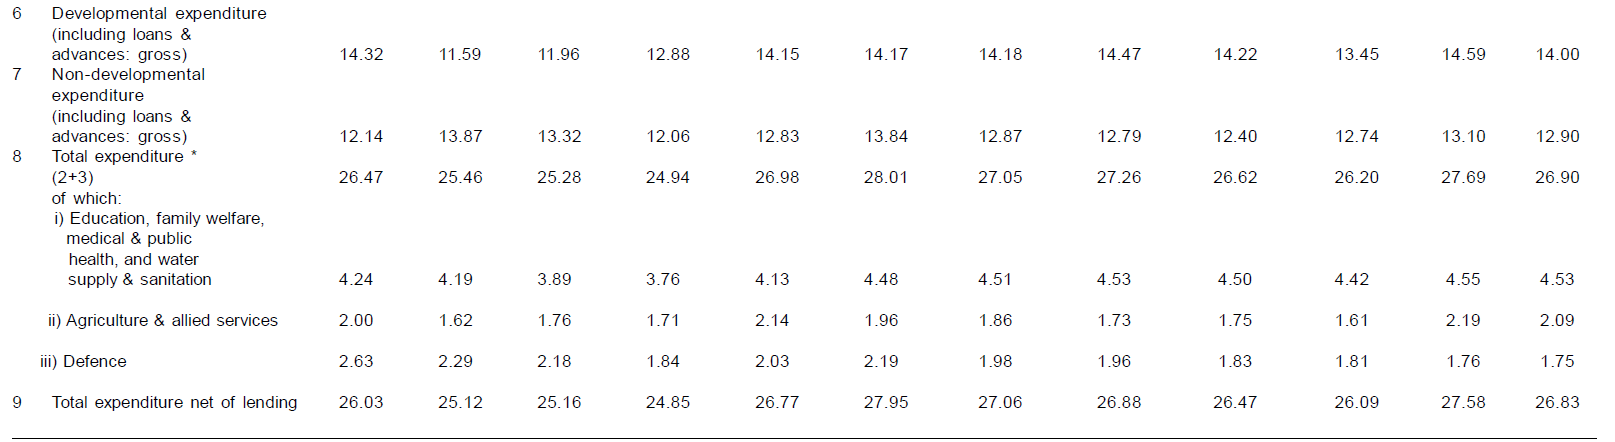 6 Developmental expenditure
(including loans &
advances: gross) 14.32 11.59 11.96 12.88 14.15 14.17 14.18 14.47 14.22 13.45 14.59 14.00
7 Non-developmental
expenditure
(including loans &
advances: gross) 12.14 13.87 13.32 12.06 12.83 13.84 12.87 12.79 12.40 12.74 13.10 12.90
8 Total expenditure *
(2+3) 26.47 25.46 25.28 24.94 26.98 28.01 27.05 27.26 26.62 26.20 27.69 26.90
of which:
i) Education, family welfare,
medical & public
health, and water
supply & sanitation 4.24 4.19 3.89 3.76 4.13 4.48 4.51 4.53 4.50 4.42 4.55 4.53
ii) Agriculture & allied services 2.00 1.62 1.76 1.71 2.14 1.96 1.86 1.73 1.75 1.61 2.19 2.09
iii) Defence 2.63 2.29 2.18 1.84 2.03 2.19 1.98 1.96 1.83 1.81 1.76 1.75
9 Total expenditure net of lending 26.03 25.12 25.16 24.85 26.77 27.95 27.06 26.88 26.47 26.09 27.58 26.83